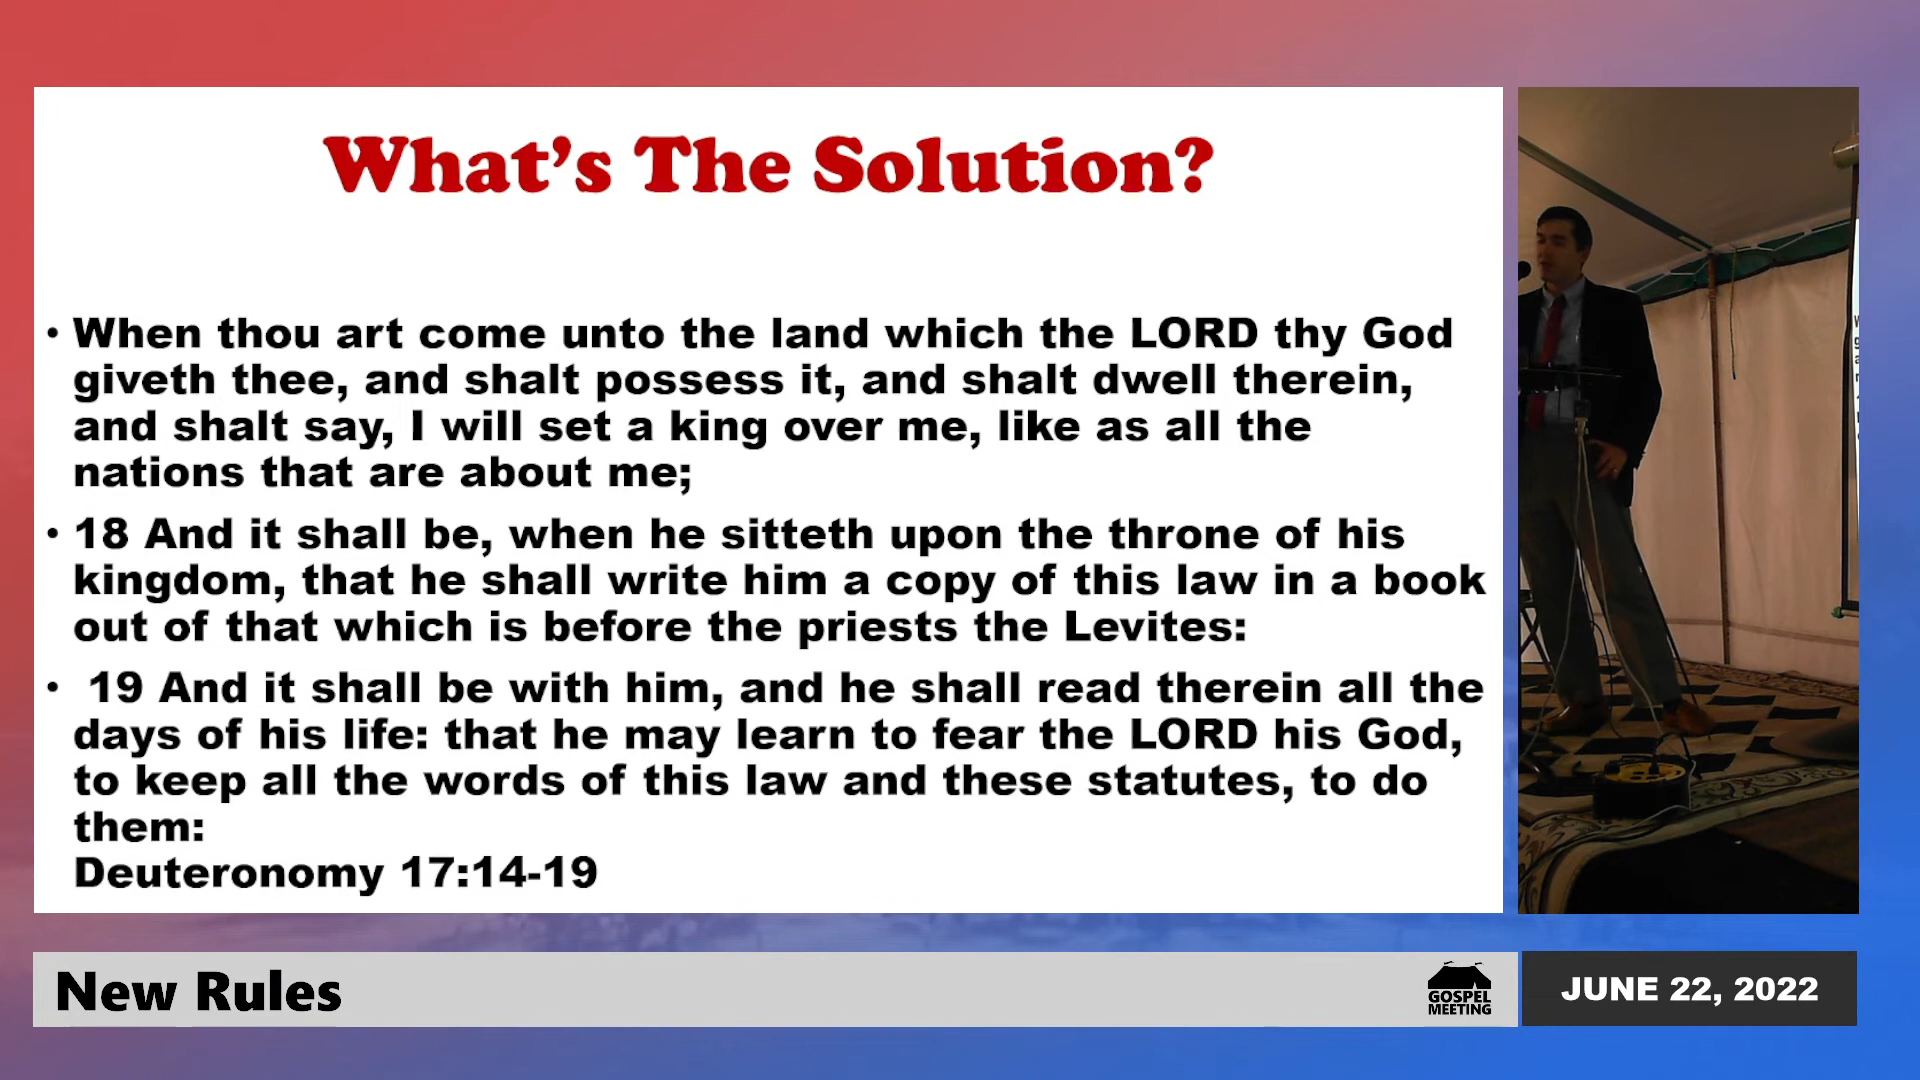 What's The Solution?
• When thou art come unto the land which the LORD thy God
giveth thee, and shalt possess it, and shalt dwell therein,
and shalt say, I will set a king over me, like as all the
nations that are about me;
• 18 And it shall be, when he sitteth upon the throne of his
kingdom, that he shall write him a copy of this law in a book
out of that which is before the priests the Levites:
• 19 And it shall be with him, and he shall read therein all the
days of his life: that he may learn to fear the LORD his God,
to keep all the words of this law and these statutes, to do
them:
Deuteronomy 17:14-19
New Rules
GOSPEL
MEETING
JUNE 22, 2022